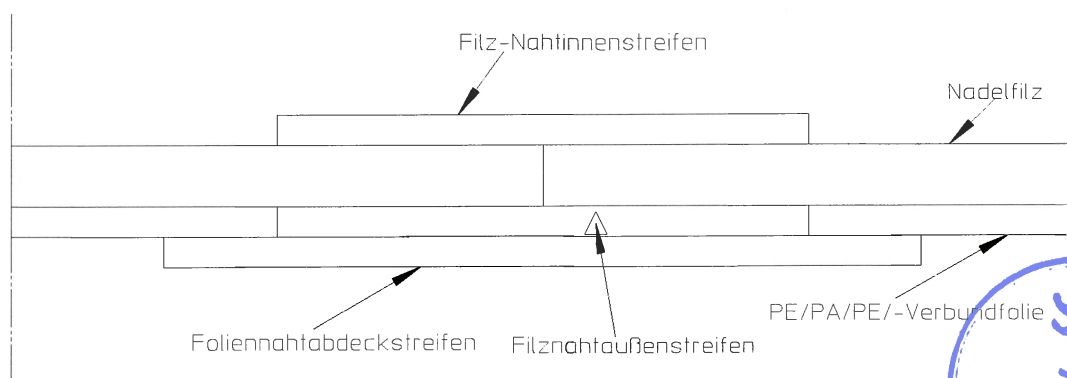 Filz-Nahtinnenstreifen
Nadelfilz
PE/PA/PE/-Verbundfolie
Foliennahtabdeckstreifen
Filznahtaußenstreifen